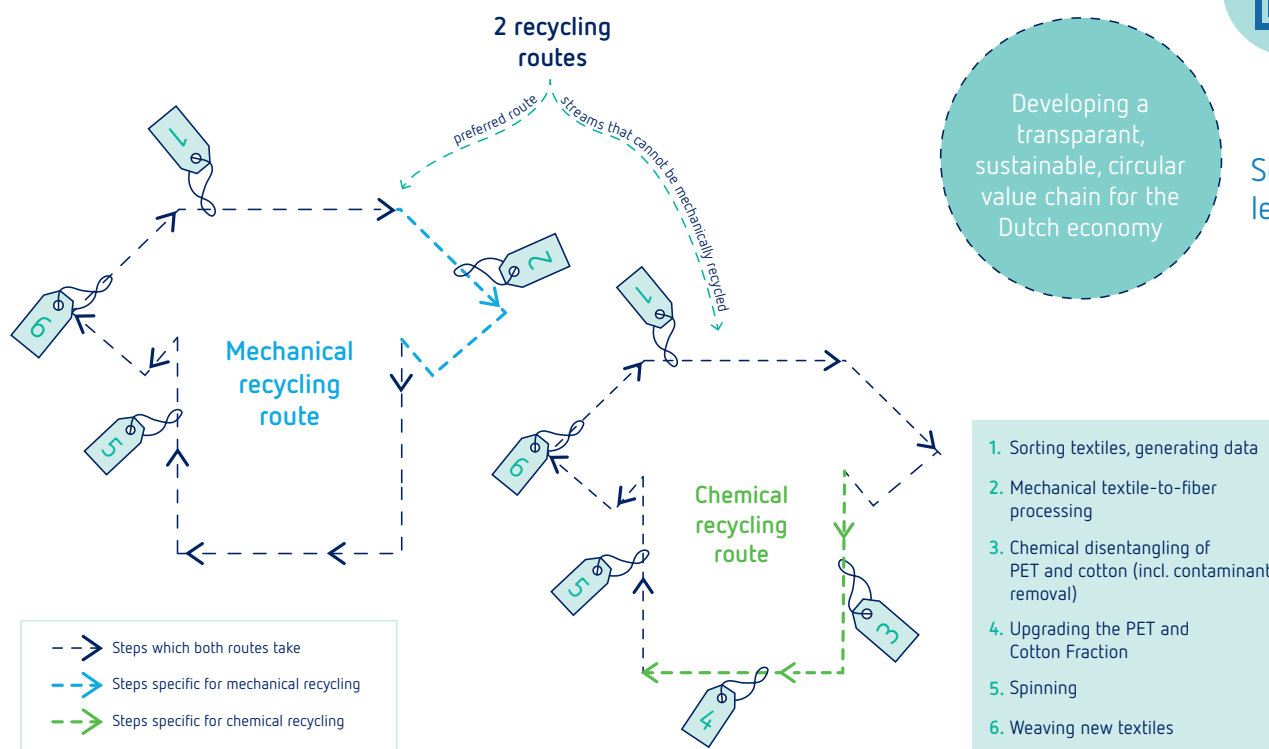 2 recycling
routes
preferred route
streams that cannot be mechanically recycled
Developing a
transparant,
sustainable, circular
value chain for the
Dutch economy
S
le
1
2
6
5
Mechanical
recycling
route
1
6
5
3
4
Chemical
recycling
route
Steps which both routes take
Steps specific for mechanical recycling
Steps specific for chemical recycling
1. Sorting textiles, generating data
2. Mechanical textile-to-fiber
processing
3. Chemical disentangling of
PET and cotton (incl. contaminant
removal)
4. Upgrading the PET and
Cotton Fraction
5. Spinning
6. Weaving new textiles